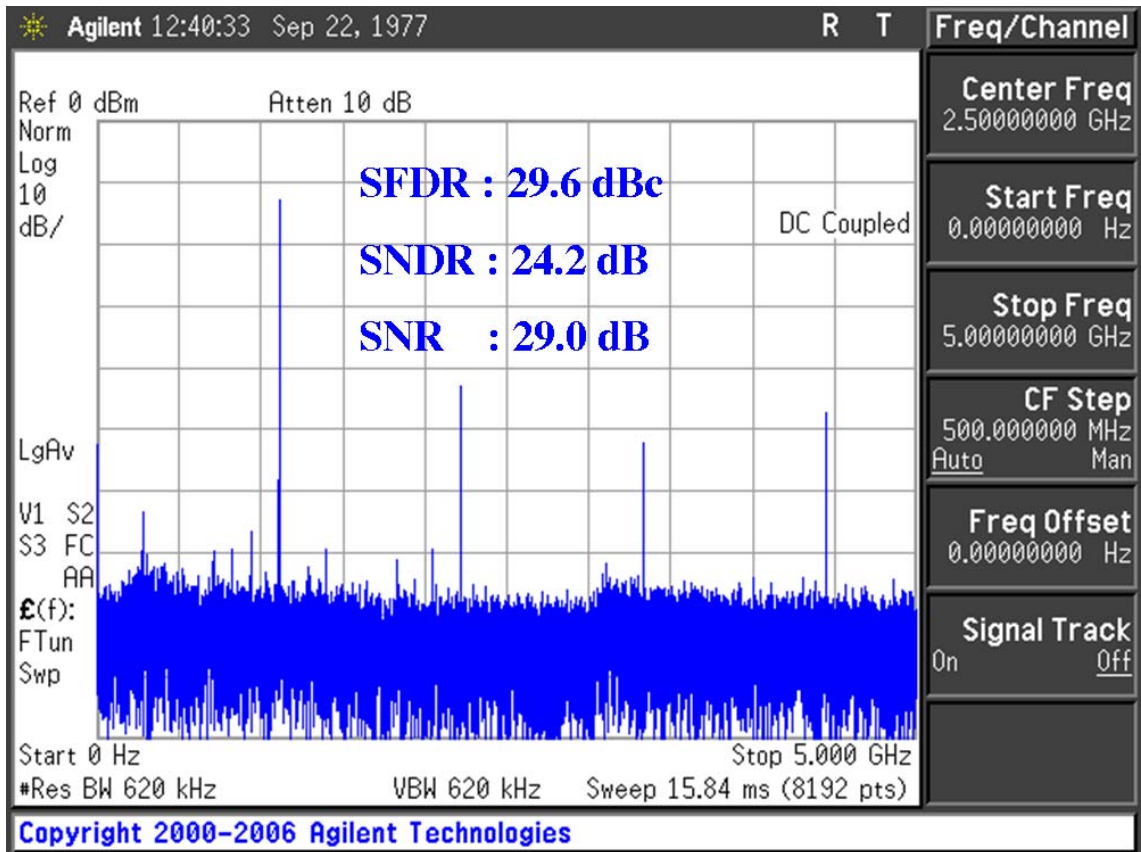 Agilent 12:40:33 Sep 22, 1977 R T
Ref 0 dBm Atten 10 dB
Norm
Log
10
dB/
SFDR : 29.6 dBc
DC Coupled
SNDR : 24.2 dB
SNR : 29.0 dB
LgAv
V1 S2
S3 FC
AA
£(f):
FTun
Swp
Start 0 Hz Stop 5.000 GHz
#Res BW 620 kHz VBW 620 kHz Sweep 15.84 ms (8192 pts)
Copyright 2000-2006 Agilent Technologies
Freq/Channel
Center Freq
2.50000000 GHz
Start Freq
0.00000000 Hz
Stop Freq
5.00000000 GHz
CF Step
500.000000 MHz
Auto Man
Freq Offset
0.00000000 Hz
Signal Track
On Off